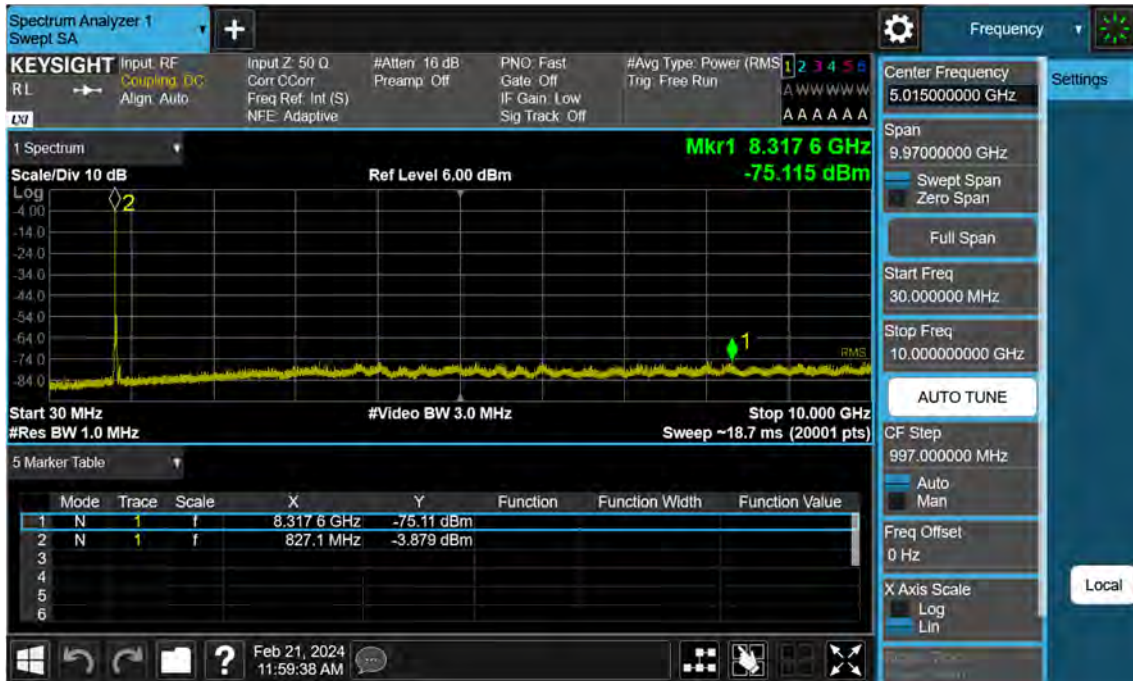 Spectrum Analyzer 1
Swept SA
Frequency
KEYSIGHT
RL
LXI
Input: RF
Coupling: DC
Align: Auto
Input Z: 50 Ω
Corr CCorr
Freq Ref: Int (S)
NFE: Adaptive
#Atten: 16 dB
Preamp: Off
PNO: Fast
Gate: Off
IF Gain: Low
Sig Track: Off
#Avg Type: Power (RMS
Trig: Free Run
1 2 3 4 5 6
A W W W W W
A A A A A A
1 Spectrum
Mkr1 8.317 6 GHz
Scale/Div 10 dB
Ref Level 6.00 dBm
-75.115 dBm
Log
2
-4.00
-14.0
-24.0
-34.0
-44.0
-54.0
-64.0
1
-74.0
RMS
-84.0
Start 30 MHz
#Video BW 3.0 MHz
Stop 10.000 GHz
#Res BW 1.0 MHz
Sweep ~18.7 ms (20001 pts)
5 Marker Table
Mode Trace Scale X Y Function Function Width Function Value
1 N 1 f 8.317 6 GHz -75.11 dBm
2 N 1 f 827.1 MHz -3.879 dBm
3
4
5
6
Feb 21, 2024
11:59:38 AM
?
Center Frequency
5.015000000 GHz
Span
9.97000000 GHz
Swept Span
Zero Span
Full Span
Start Freq
30.000000 MHz
Stop Freq
10.000000000 GHz
AUTO TUNE
CF Step
997.000000 MHz
Auto
Man
Freq Offset
0 Hz
X Axis Scale
Log
Lin
Settings
Local